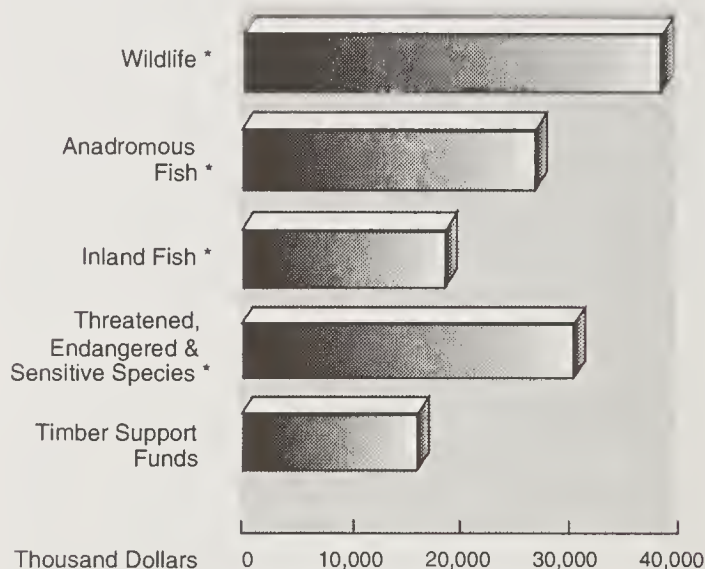 Wildlife *
Anadromous
Fish *
Inland Fish *
Threatened,
Endangered &
Sensitive Species *
Timber Support
Funds
Thousand Dollars 0 10,000 20,000 30,000 40,000